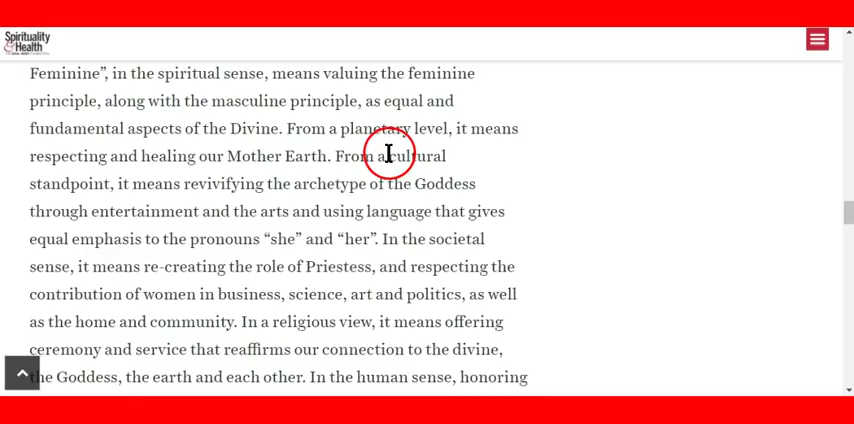 Spirituality
& Health
Feminine”, in the spiritual sense, means valuing the feminine
principle, along with the masculine principle, as equal and
fundamental aspects of the Divine. From a planetary level, it means
respecting and healing our Mother Earth. From a cultural
standpoint, it means revivifying the archetype of the Goddess
through entertainment and the arts and using language that gives
equal emphasis to the pronouns “she” and “her”. In the societal
sense, it means re-creating the role of Priestess, and respecting the
contribution of women in business, science, art and politics, as well
as the home and community. In a religious view, it means offering
ceremony and service that reaffirms our connection to the divine,
the Goddess, the earth and each other. In the human sense, honoring